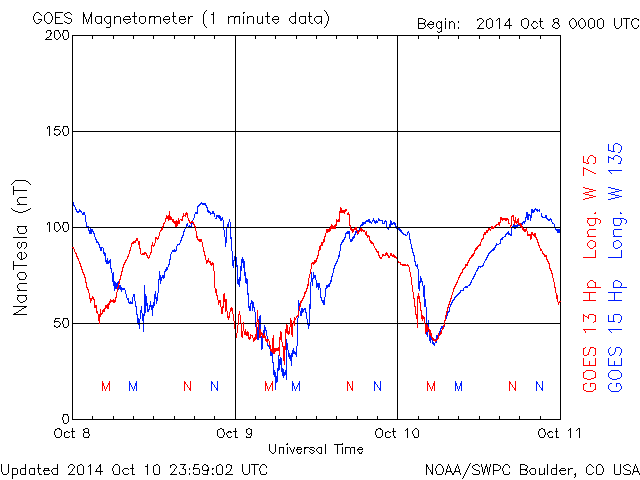 GOES Magnetometer (1 minute data)
Begin: 2014 Oct 8 0000 UTC
200
150
100
50
0
NanoTesla (nT)
M M N N M M N N M M N N
Oct 8 Oct 9 Oct 10 Oct 11
Universal Time
GOES 13 Hp Long. W 75
GOES 15 Hp Long. W 135
Updated 2014 Oct 10 23:59:02 UTC
NOAA/SWPC Boulder, CO USA